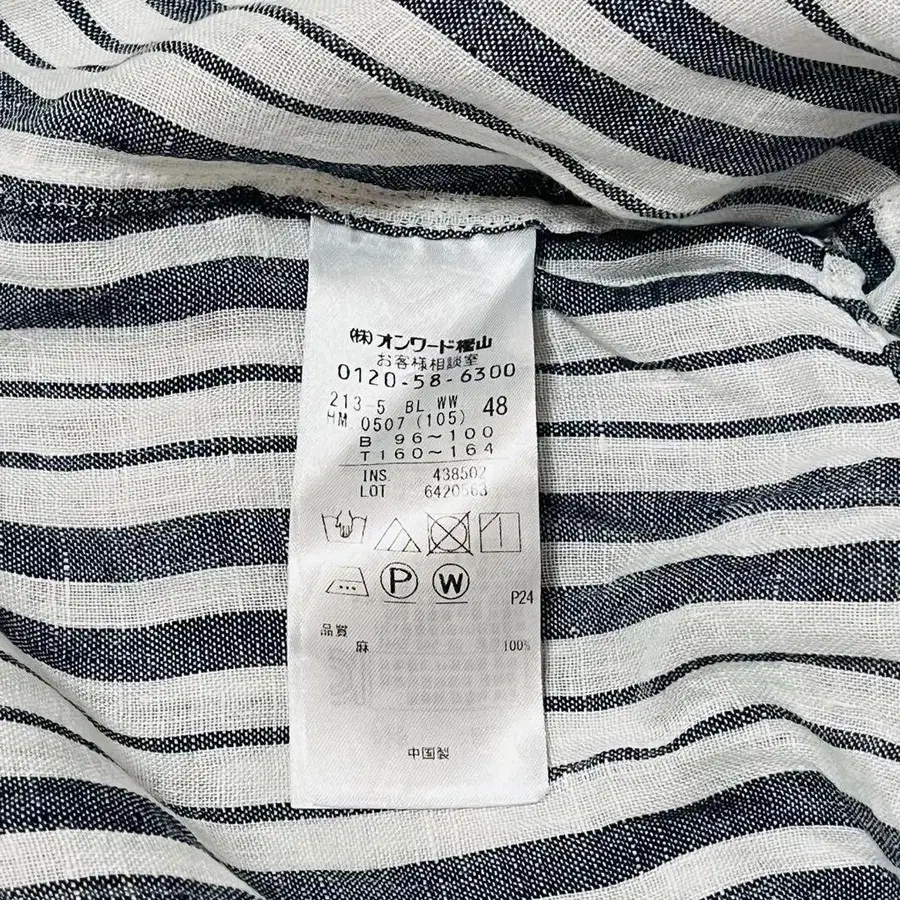 (株)オンワード樫山
お客様相談室
0120-58-6300
213-5 BL WW 48
HM 0507 (105)
B 96~100
T160~164
INS. 438502
LOT 6420563
P W
P24
品質
麻 100%
中国製